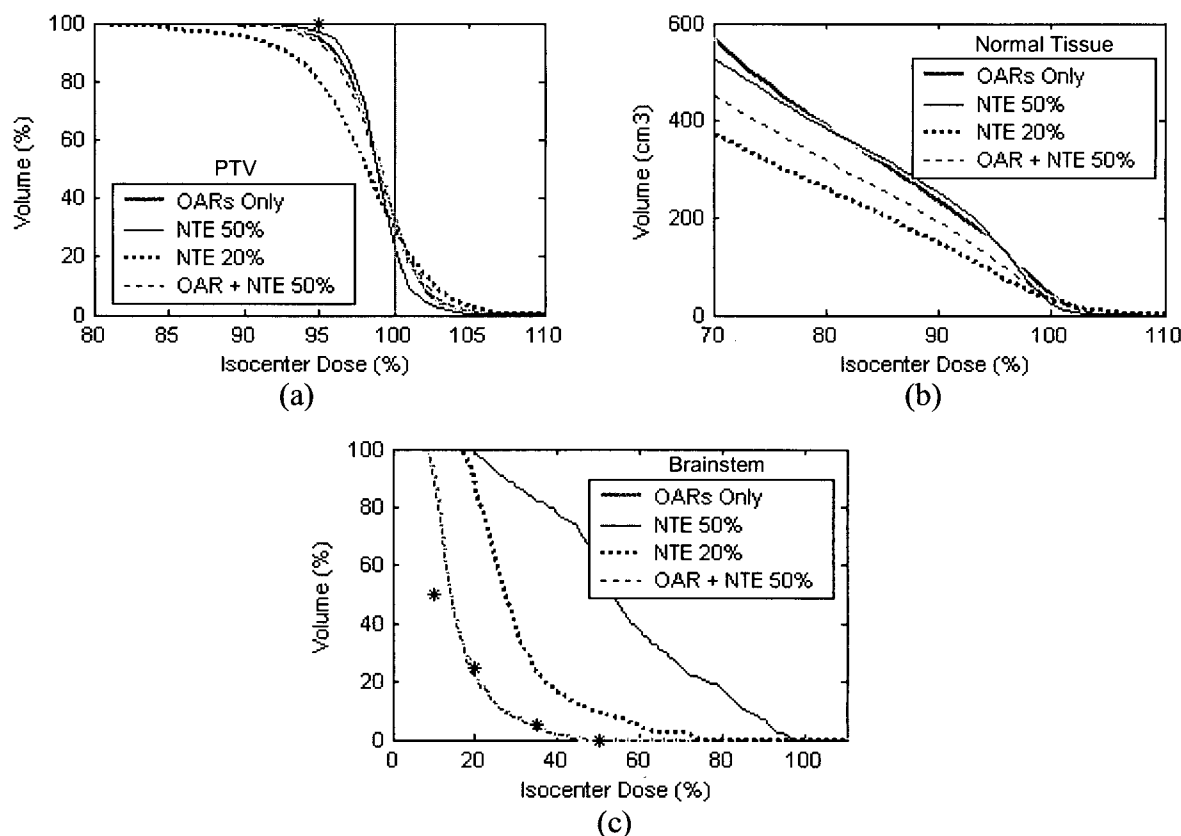 100
80
60
40
20
0
Volume (%)
PTV
OARs Only
NTE 50%
NTE 20%
OAR + NTE 50%
80 85 90 95 100 105 110
Isocenter Dose (%)
(a)
600
400
200
0
Volume (cm3)
Normal Tissue
OARs Only
NTE 50%
NTE 20%
OAR + NTE 50%
70 80 90 100 110
Isocenter Dose (%)
(b)
100
80
60
40
20
0
Volume (%)
Brainstem
OARs Only
NTE 50%
NTE 20%
OAR + NTE 50%
0 20 40 60 80 100
Isocenter Dose (%)
(c)